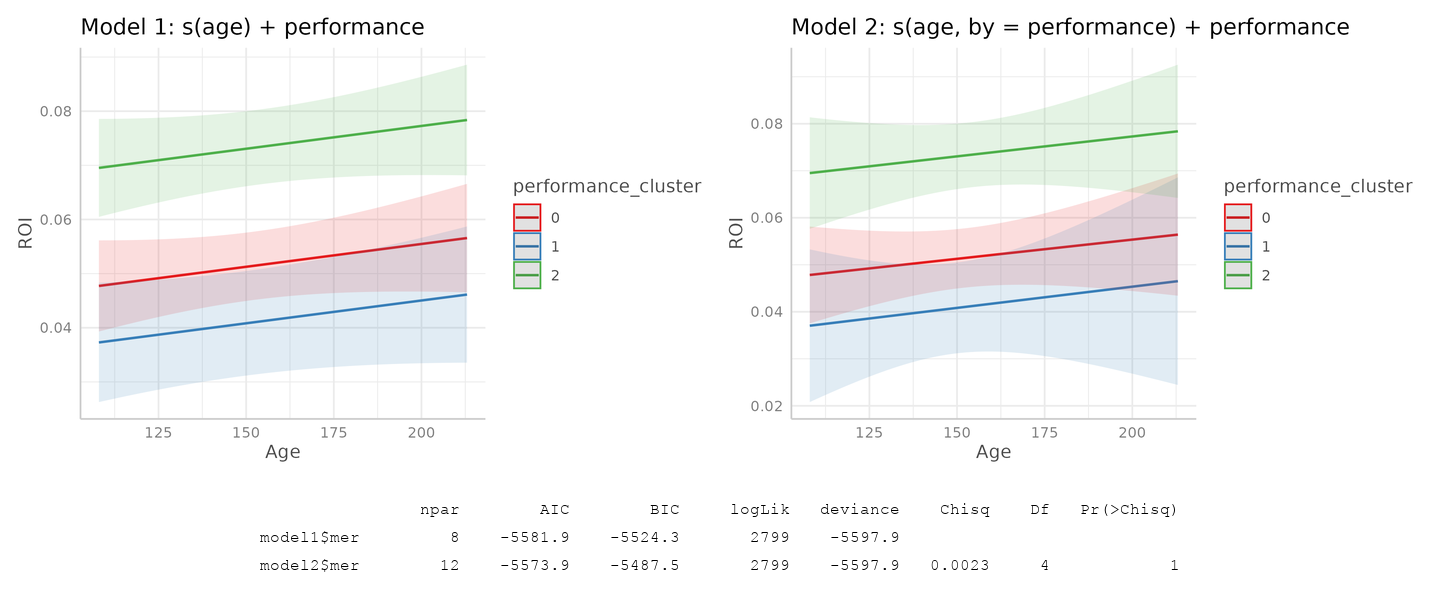 Model 1: s(age) + performance
0.08
0.06
0.04
ROI
125 150 175 200
Age
performance_cluster
0
1
2
Model 2: s(age, by = performance) + performance
0.08
0.06
0.04
0.02
ROI
125 150 175 200
Age
performance_cluster
0
1
2
npar AIC BIC logLik deviance Chisq Df Pr(>Chisq)
model1$mer 8 -5581.9 -5524.3 2799 -5597.9
model2$mer 12 -5573.9 -5487.5 2799 -5597.9 0.0023 4 1